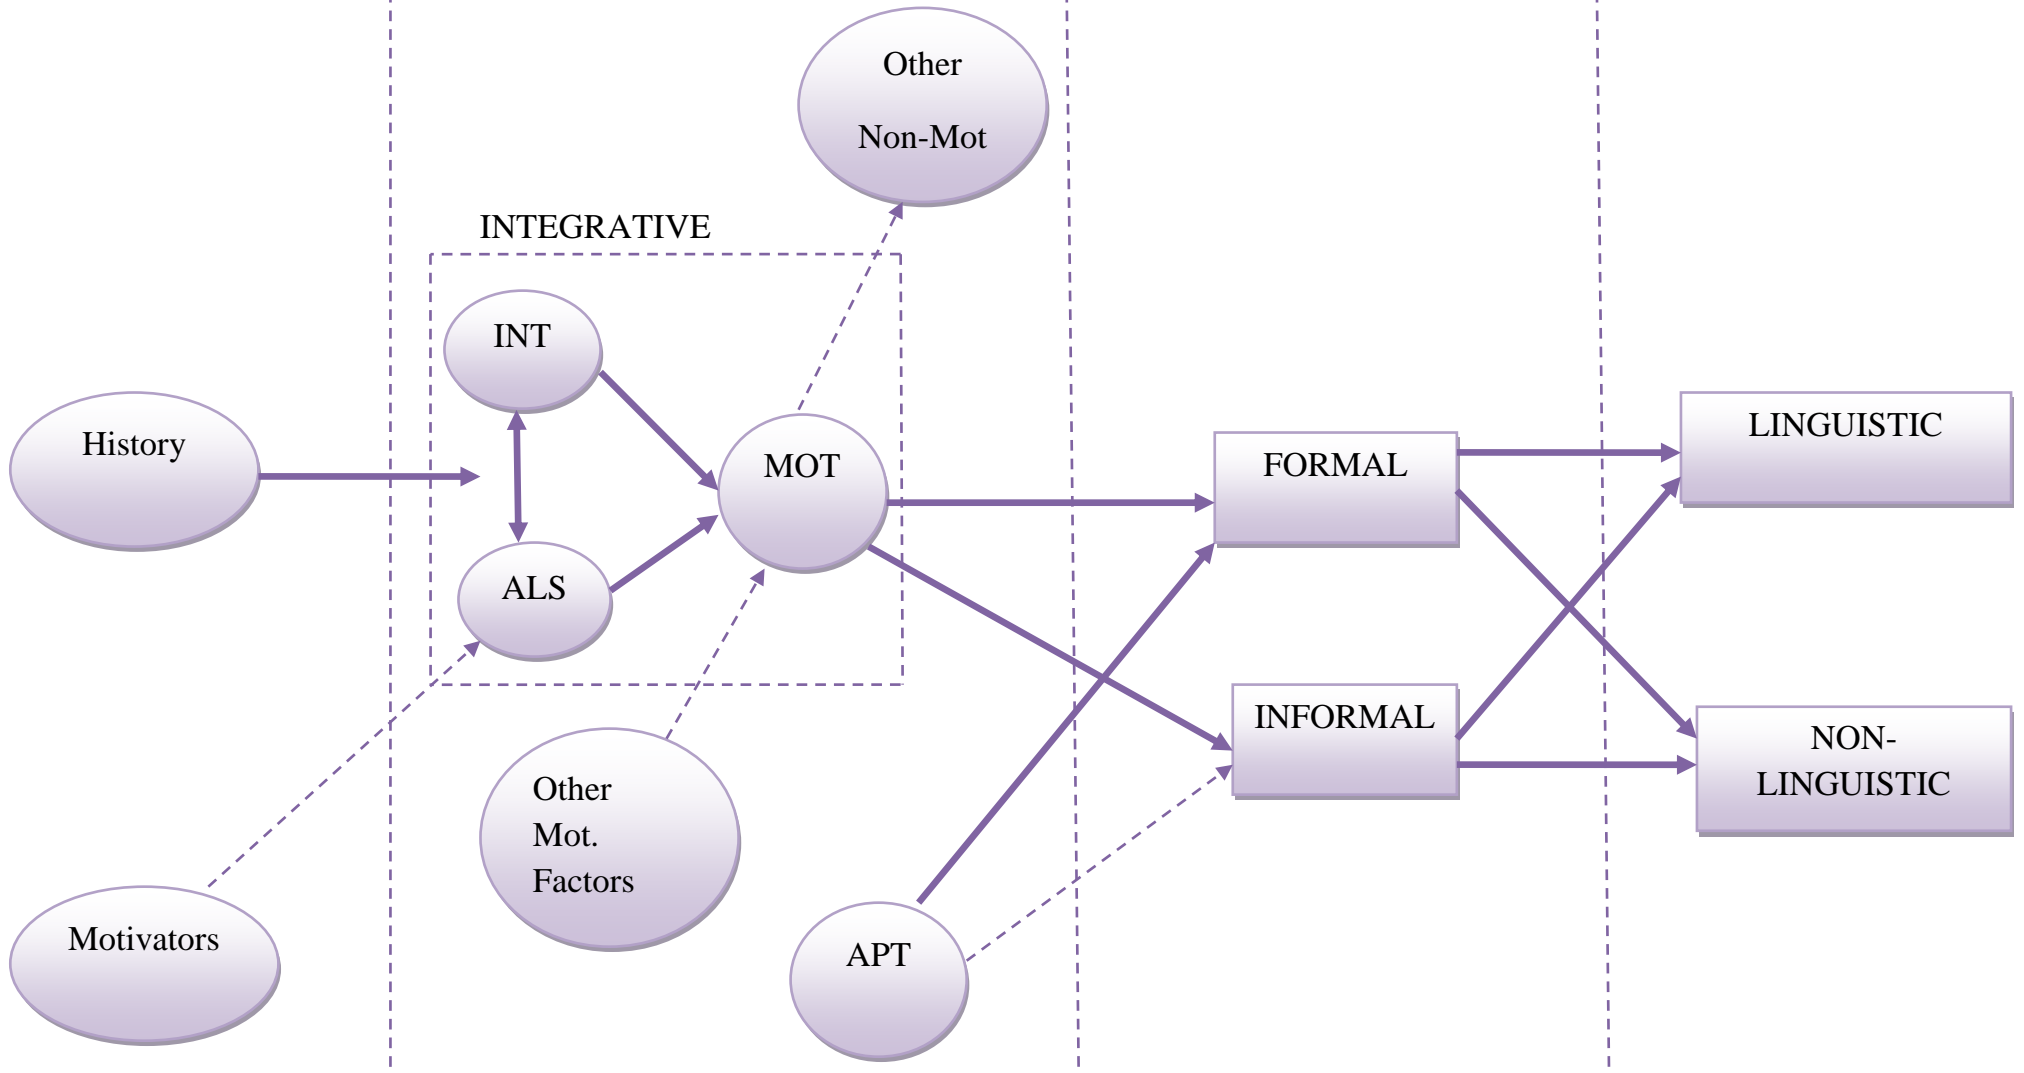 Other
Non-Mot
INTEGRATIVE
INT
History
MOT
ALS
FORMAL
LINGUISTIC
INFORMAL
NON-
LINGUISTIC
Other
Mot.
Factors
Motivators
APT